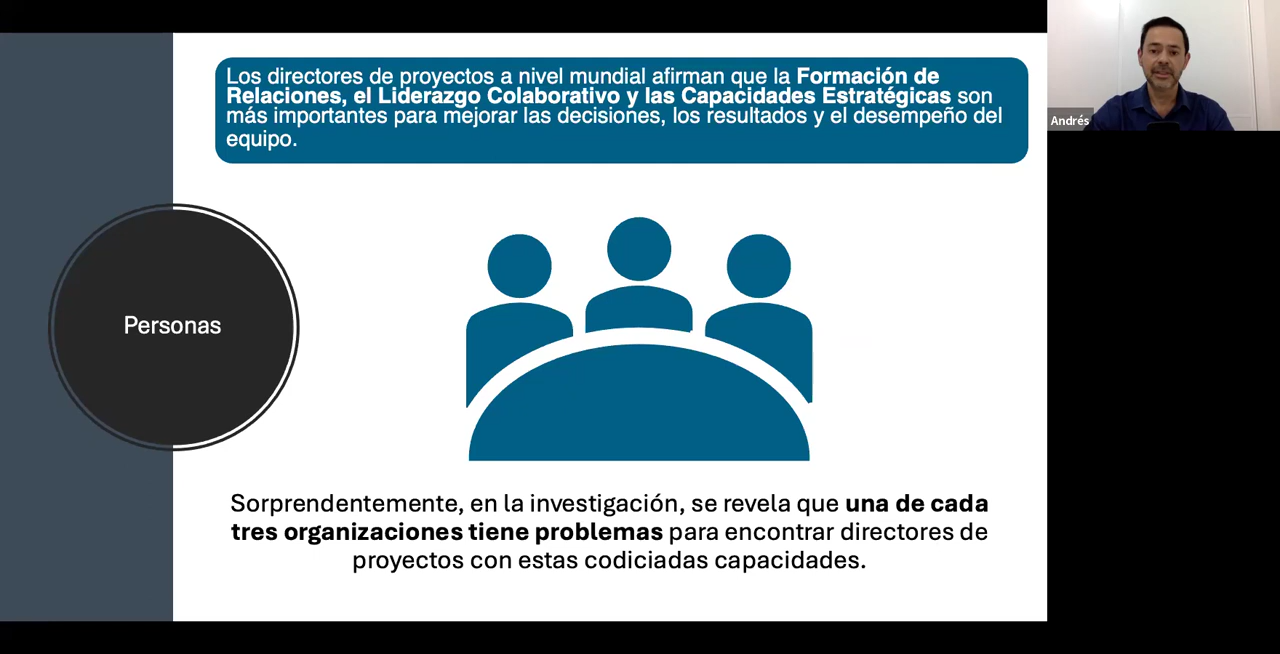 Los directores de proyectos a nivel mundial afirman que la Formación de
Relaciones, el Liderazgo Colaborativo y las Capacidades Estratégicas son
más importantes para mejorar las decisiones, los resultados y el desempeño del
equipo.
Andrés
Personas
Sorprendentemente, en la investigación, se revela que una de cada
tres organizaciones tiene problemas para encontrar directores de
proyectos con estas codiciadas capacidades.